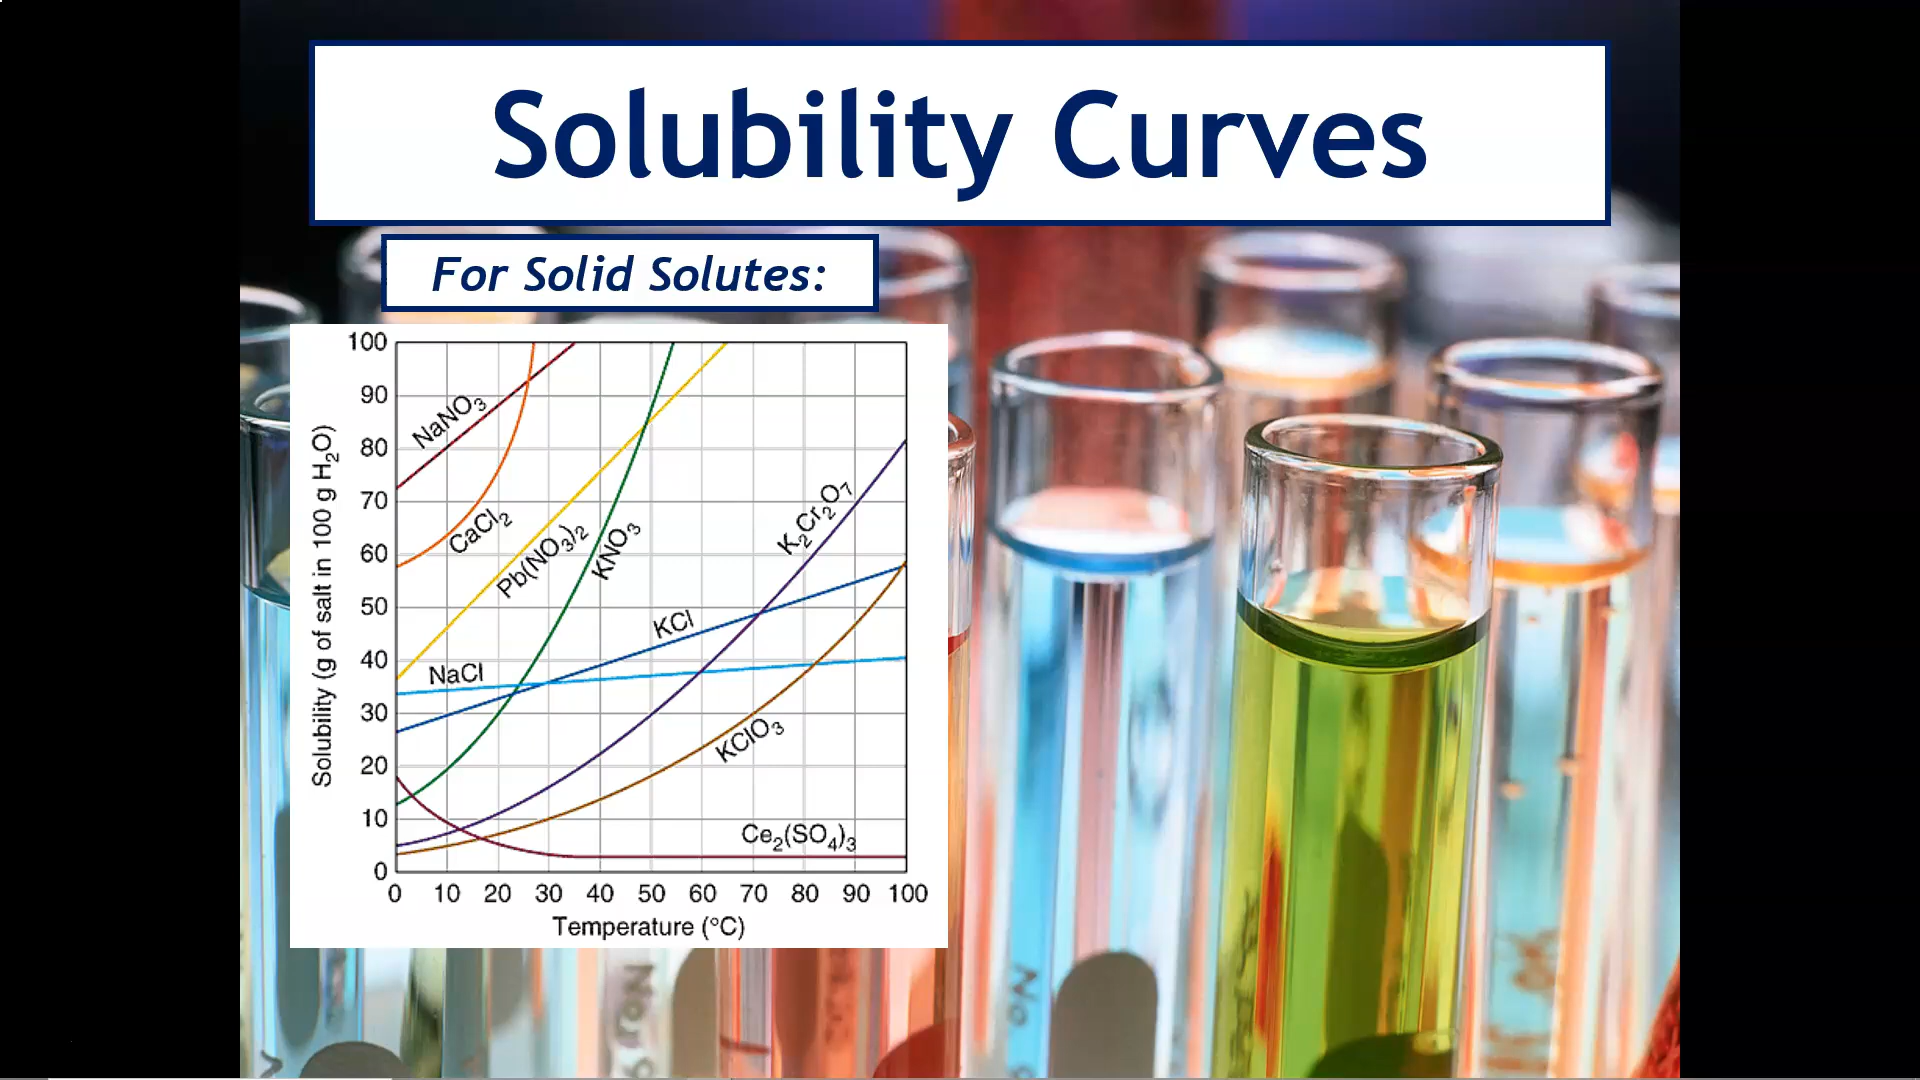 Solubility Curves
For Solid Solutes:
100
90
80
70
60
50
40
30
20
10
0
Solubility (g of salt in 100 g H₂O)
NaNO₃
CaCl₂
Pb(NO₃)₂
KNO₃
K₂Cr₂O₇
KCl
NaCl
KClO₃
Ce₂(SO₄)₃
0 10 20 30 40 50 60 70 80 90 100
Temperature (°C)
No